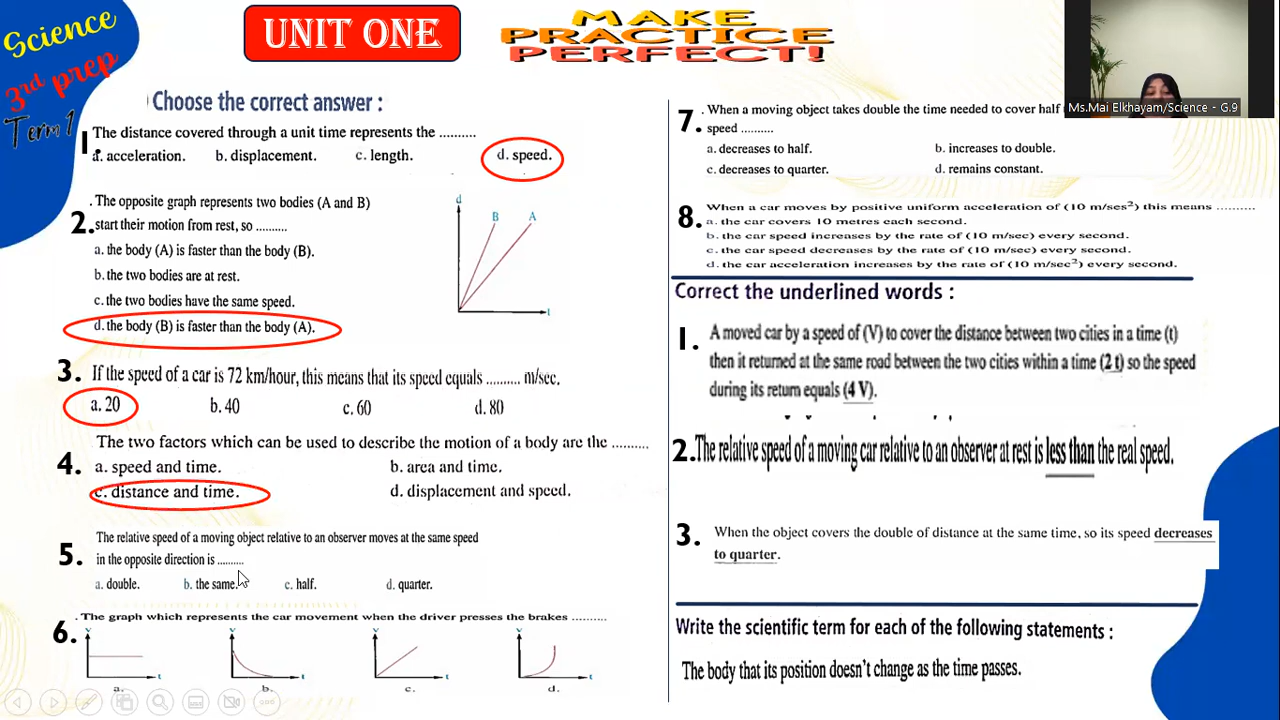 Science
3rd prep
Term 1
UNIT ONE
MAKE
PRACTICE
PERFECT!
Ms.Mai Elkhayam/Science - G.9
Choose the correct answer :
1. The distance covered through a unit time represents the ..........
a. acceleration. b. displacement. c. length. d. speed.
2. . The opposite graph represents two bodies (A and B)
start their motion from rest, so ..........
a. the body (A) is faster than the body (B).
b. the two bodies are at rest.
c. the two bodies have the same speed.
d. the body (B) is faster than the body (A).
d
B A
t
3. If the speed of a car is 72 km/hour, this means that its speed equals .......... m/sec.
a. 20 b. 40 c. 60 d. 80
4. The two factors which can be used to describe the motion of a body are the ..........
a. speed and time. b. area and time.
c. distance and time. d. displacement and speed.
5. The relative speed of a moving object relative to an observer moves at the same speed
in the opposite direction is ..........
a. double. b. the same. c. half. d. quarter.
6. . The graph which represents the car movement when the driver presses the brakes ..........
v v v v
t t t t
a. b. c. d.
7. . When a moving object takes double the time needed to cover half
speed ..........
a. decreases to half. b. increases to double.
c. decreases to quarter. d. remains constant.
8. When a car moves by positive uniform acceleration of (10 m/ses²) this means ..........
a. the car covers 10 metres each second.
b. the car speed increases by the rate of (10 m/sec) every second.
c. the car speed decreases by the rate of (10 m/sec) every second.
d. the car acceleration increases by the rate of (10 m/sec²) every second.
Correct the underlined words :
1. A moved car by a speed of (V) to cover the distance between two cities in a time (t)
then it returned at the same road between the two cities within a time (2 t) so the speed
during its return equals (4 V).
2. The relative speed of a moving car relative to an observer at rest is less than the real speed.
3. When the object covers the double of distance at the same time, so its speed decreases
to quarter.
Write the scientific term for each of the following statements :
The body that its position doesn't change as the time passes.